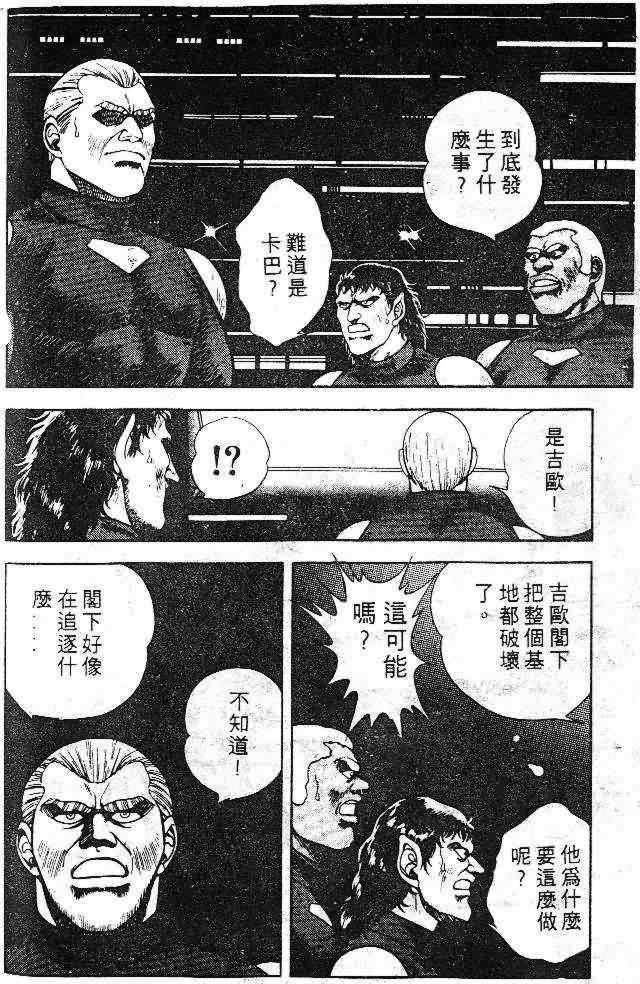 到底發
生了什
麼事？
難道是
卡巴？
是吉歐！
!?
吉歐閣下
把整個基
地都破壞
了。
這可能
嗎？
他爲什麼
要這麼做
呢？
不知道！
閣下好像
在追逐什
麼……